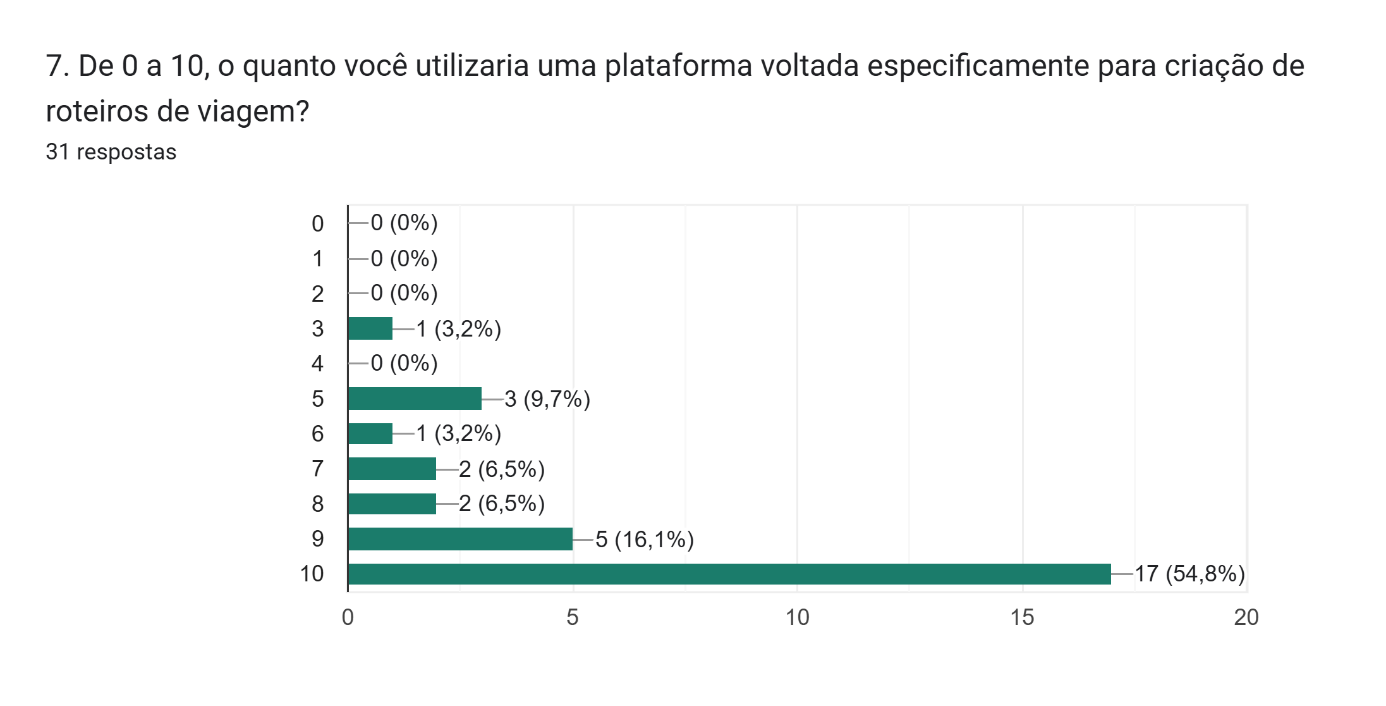 7. De 0 a 10, o quanto você utilizaria uma plataforma voltada especificamente para criação de
roteiros de viagem?
31 respostas
0 0 (0%)
1 0 (0%)
2 0 (0%)
3 1 (3,2%)
4 0 (0%)
5 3 (9,7%)
6 1 (3,2%)
7 2 (6,5%)
8 2 (6,5%)
9 5 (16,1%)
10 17 (54,8%)
0 5 10 15 20